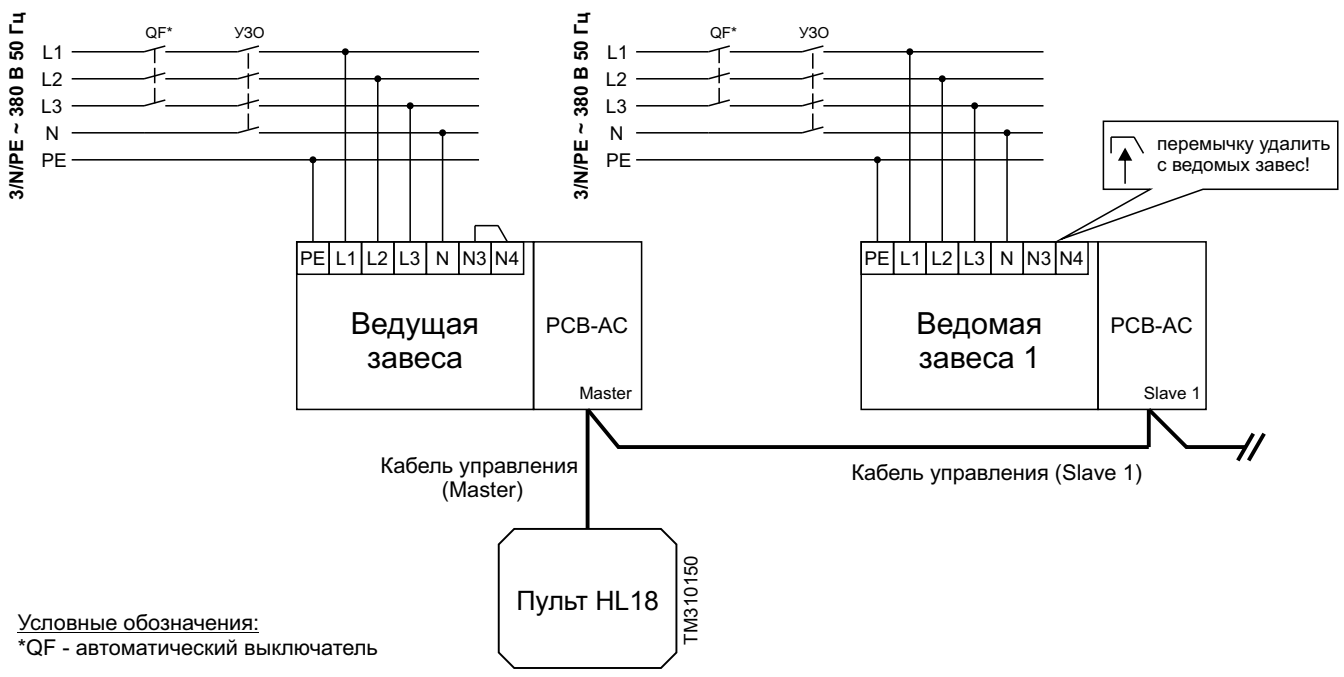 3/N/PE ~ 380 В 50 Гц
QF*
УЗО
L1
L2
L3
N
PE
3/N/PE ~ 380 В 50 Гц
QF*
УЗО
L1
L2
L3
N
PE
перемычку удалить
с ведомых завес!
PE L1 L2 L3 N N3 N4
Ведущая
завеса
PCB-AC
Master
PE L1 L2 L3 N N3 N4
Ведомая
завеса 1
PCB-AC
Slave 1
Кабель управления
(Master)
Кабель управления (Slave 1)
Пульт HL18
TM310150
Условные обозначения:
*QF - автоматический выключатель